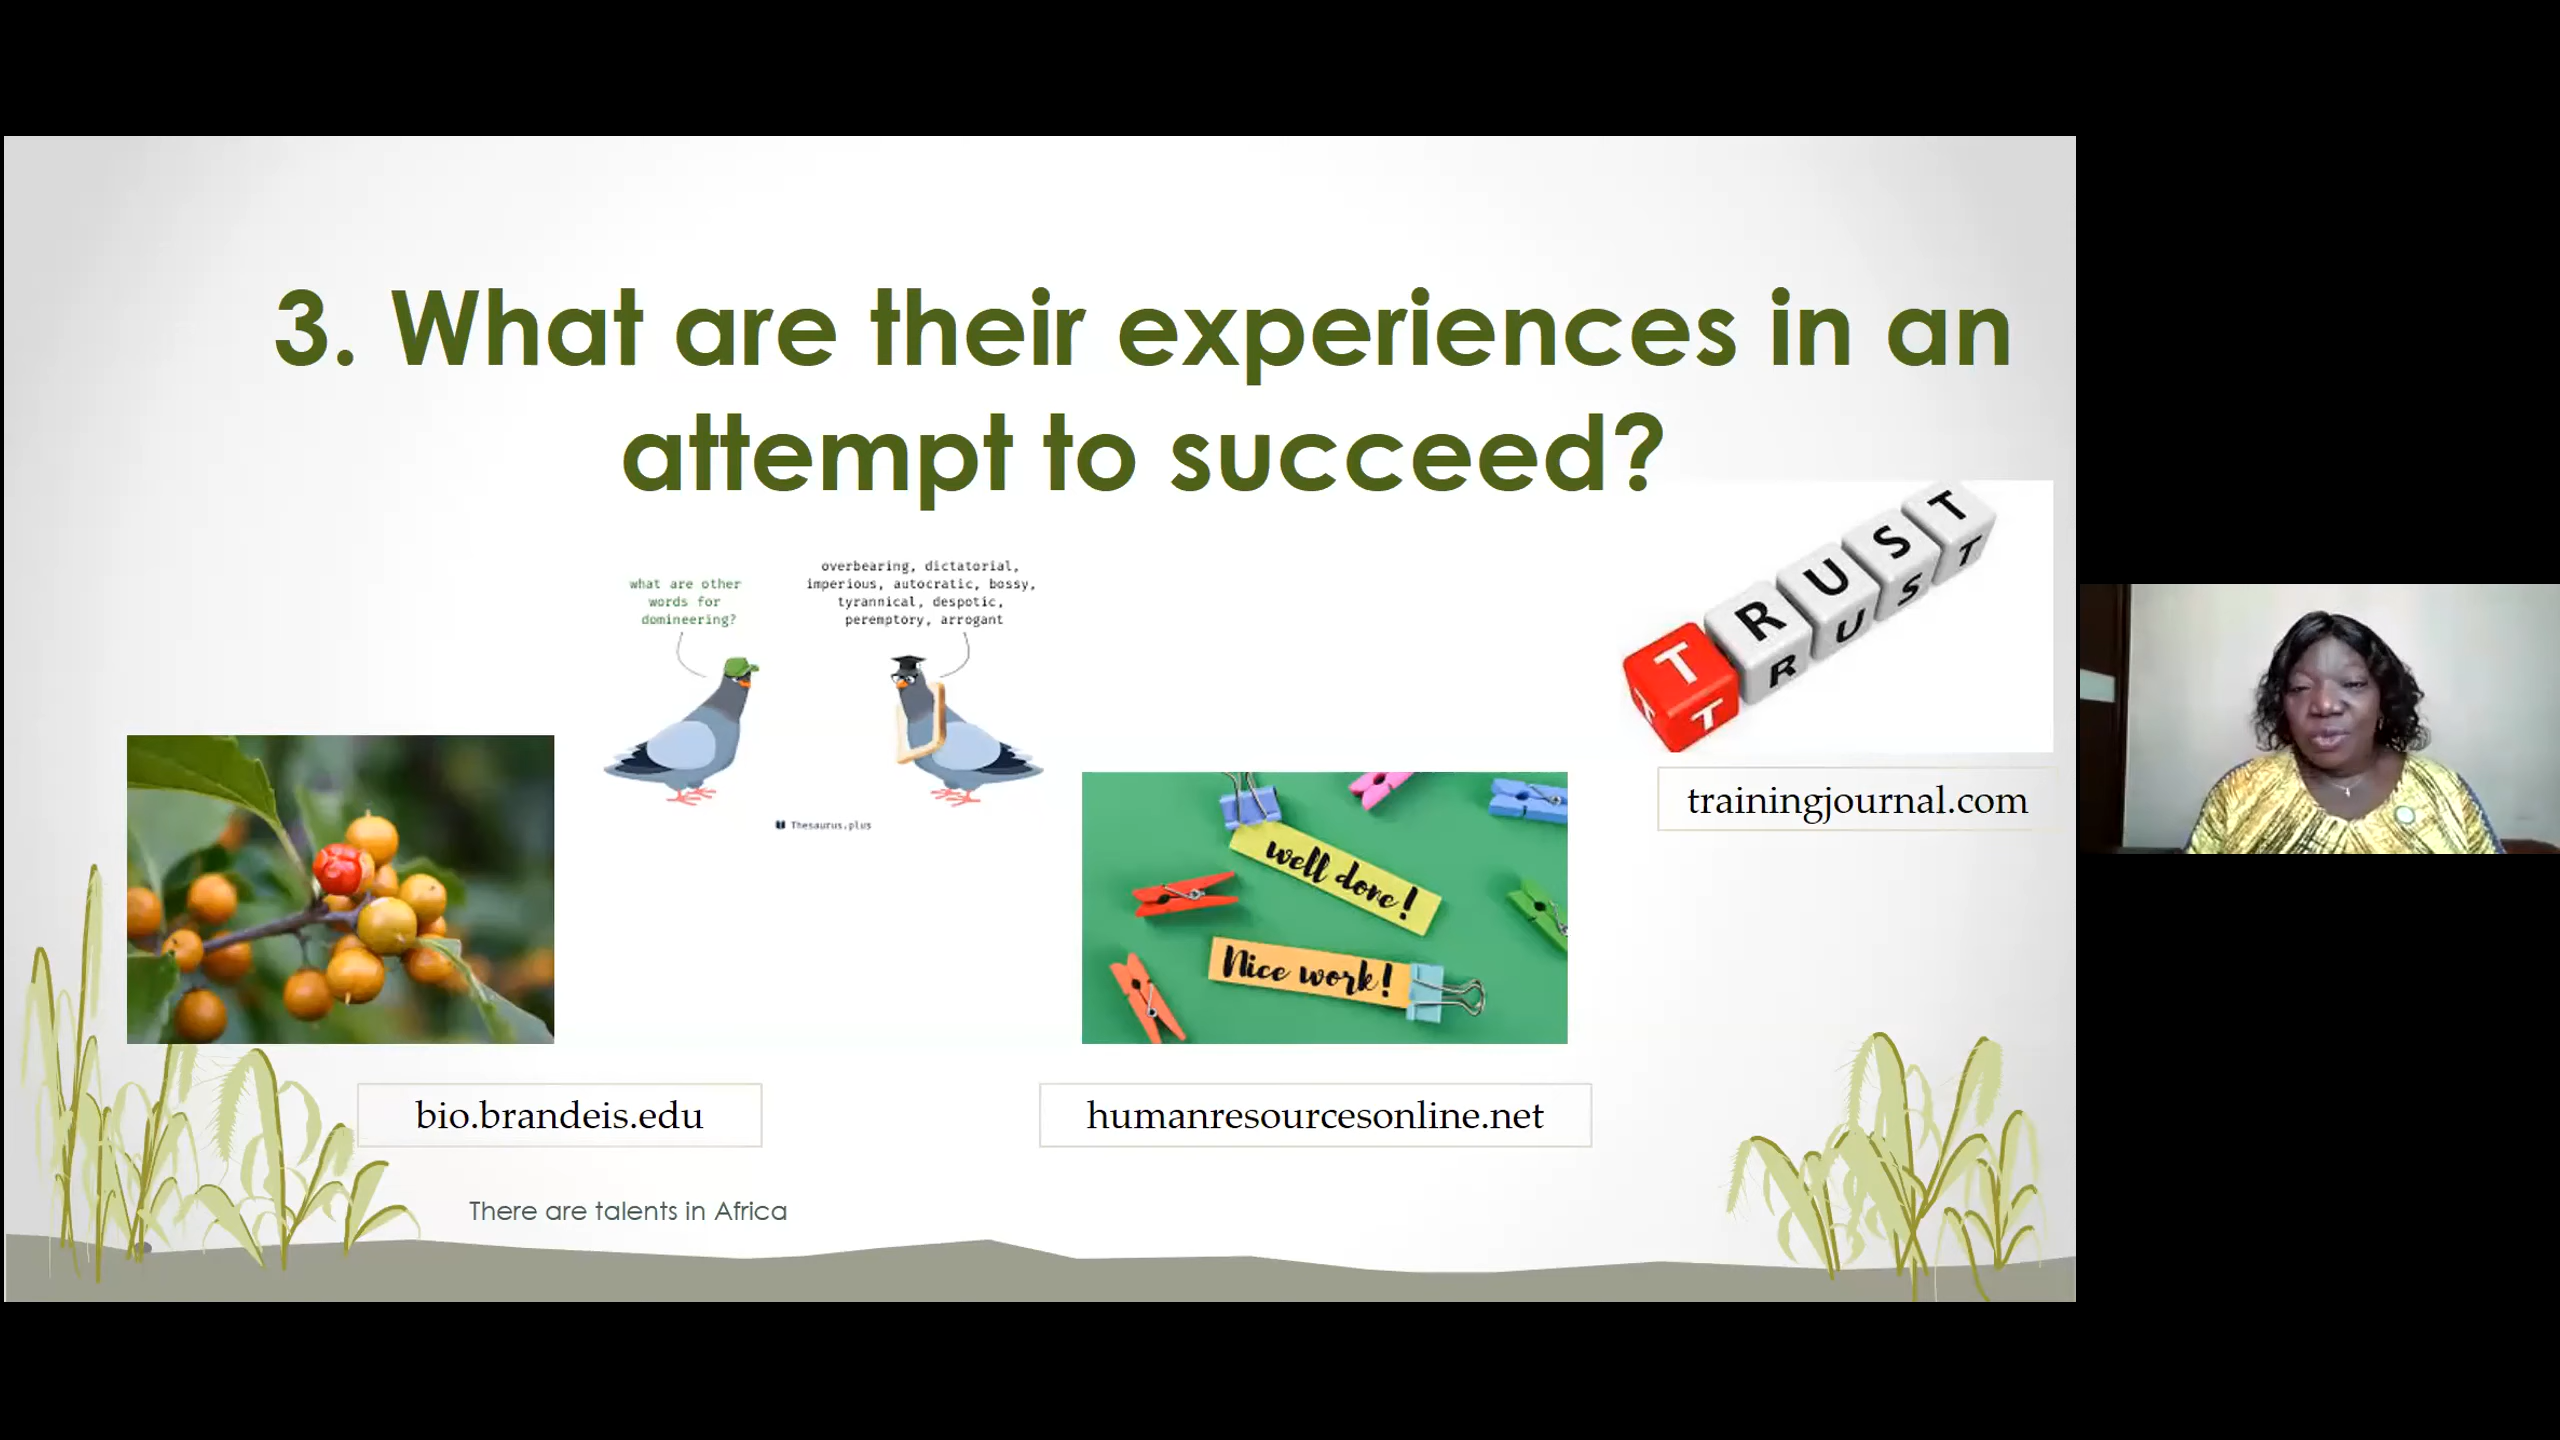 3. What are their experiences in an
attempt to succeed?
what are other
words for
domineering?
overbearing, dictatorial,
imperious, autocratic, bossy,
tyrannical, despotic,
peremptory, arrogant
Thesaurus.plus
TRUST
TRUST
T
trainingjournal.com
well done!
Nice work!
bio.brandeis.edu
humanresourcesonline.net
There are talents in Africa